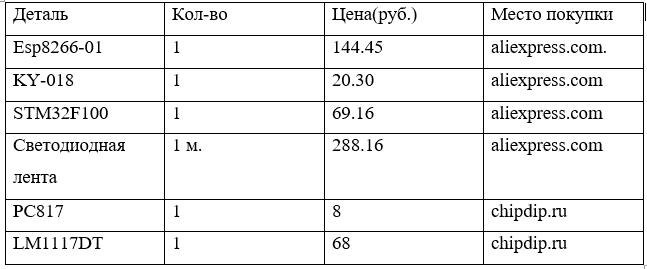 Деталь Кол-во Цена(руб.) Место покупки
Esp8266-01 1 144.45 aliexpress.com.
KY-018 1 20.30 aliexpress.com
STM32F100 1 69.16 aliexpress.com
Светодиодная 1 м. 288.16 aliexpress.com
лента
PC817 1 8 chipdip.ru
LM1117DT 1 68 chipdip.ru